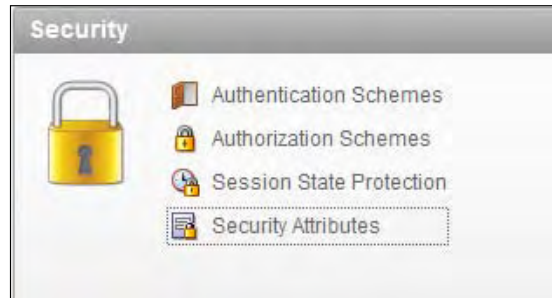 Security
Authentication Schemes
Authorization Schemes
Session State Protection
Security Attributes